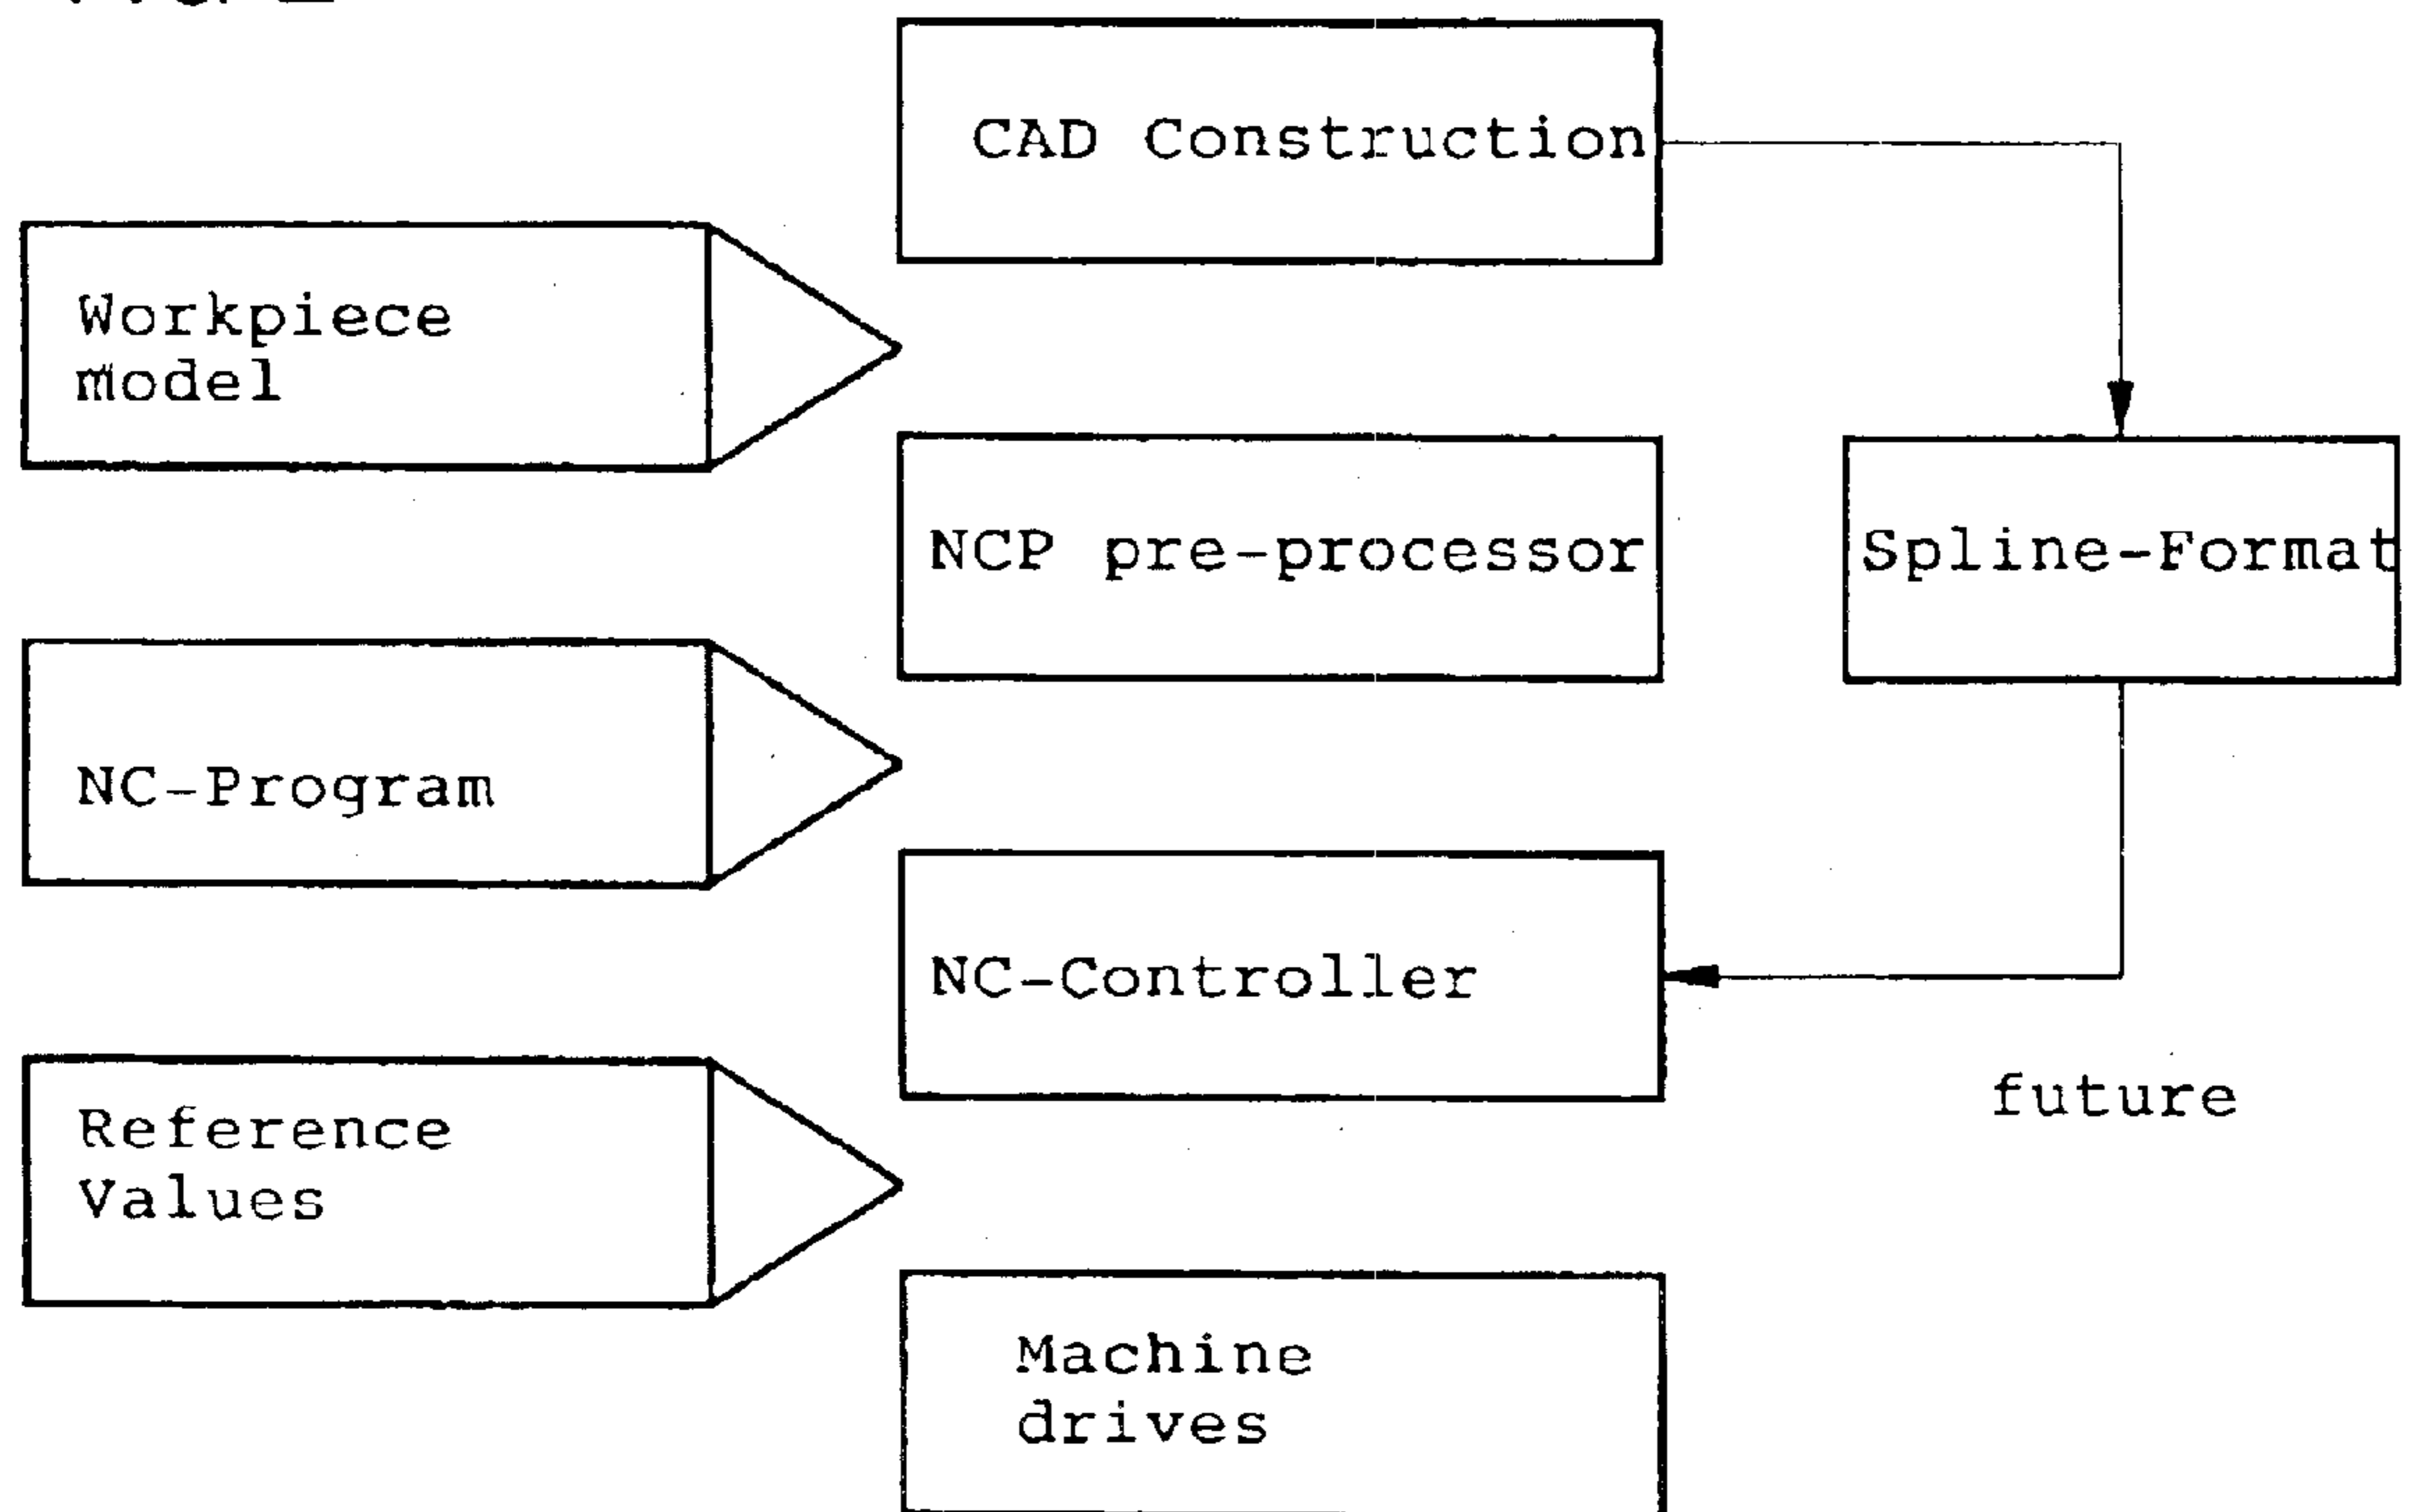 CAD Construction
Workpiece
model
NCP pre-processor
Spline-Format
NC-Program
NC-Controller
future
Reference
Values
Machine
drives